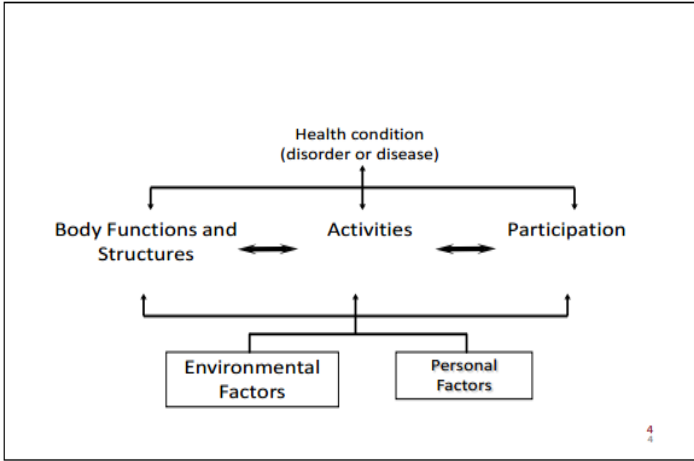 Health condition
(disorder or disease)
Body Functions and
Structures
Activities
Participation
Environmental
Factors
Personal
Factors
4
4